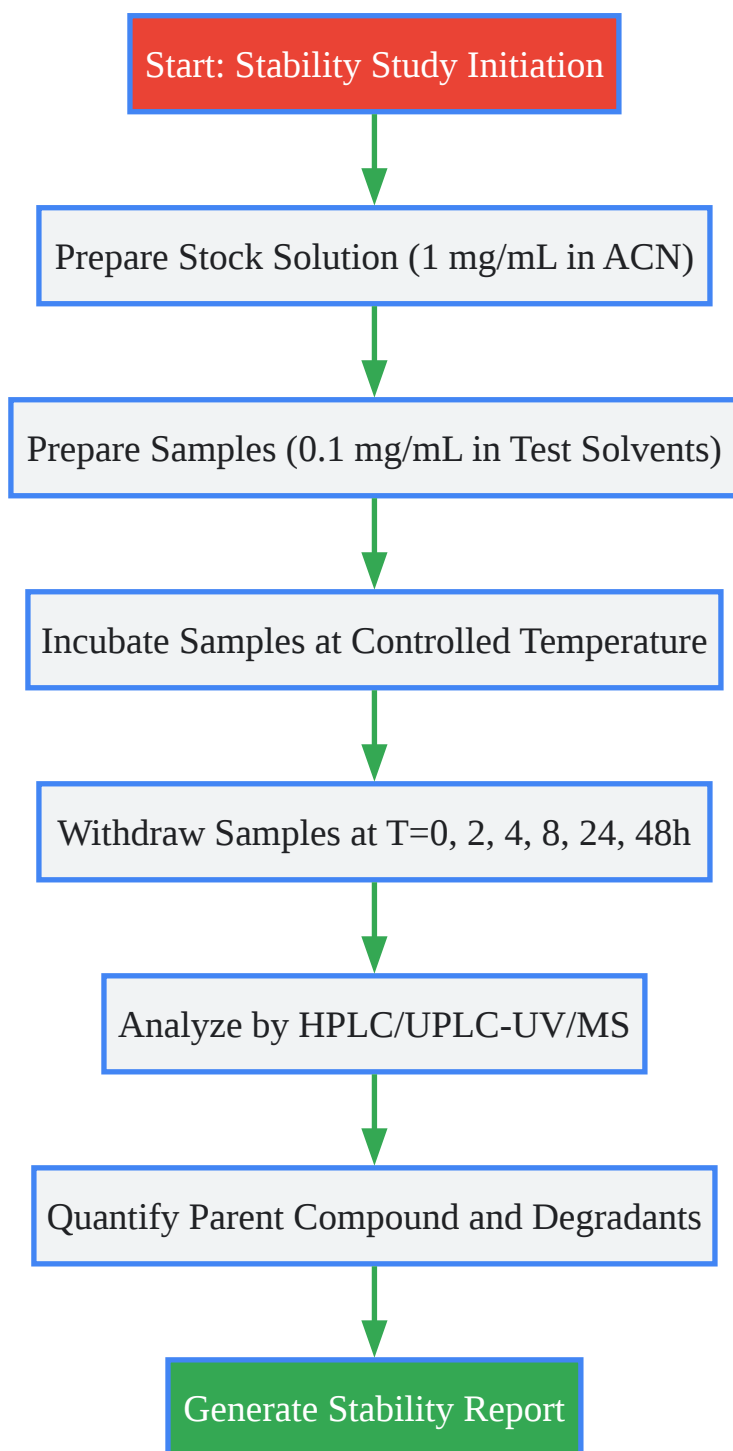 Start: Stability Study Initiation
Prepare Stock Solution (1 mg/mL in ACN)
Prepare Samples (0.1 mg/mL in Test Solvents)
Incubate Samples at Controlled Temperature
Withdraw Samples at T=0, 2, 4, 8, 24, 48h
Analyze by HPLC/UPLC-UV/MS
Quantify Parent Compound and Degradants
Generate Stability Report